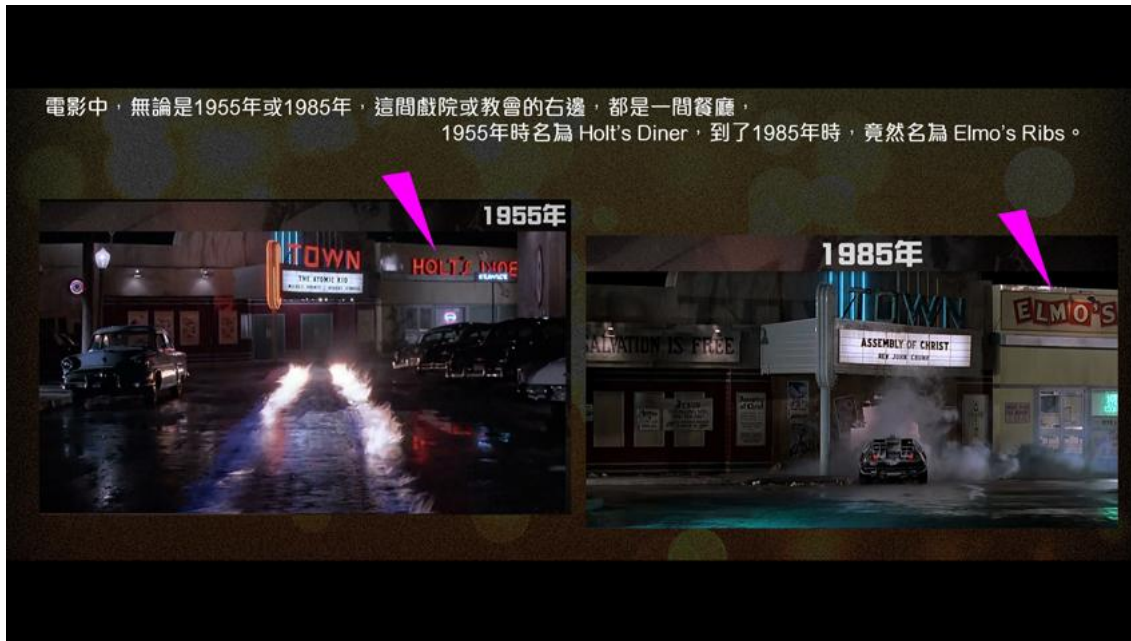 電影中，無論是1955年或1985年，這間戲院或教會的右邊，都是一間餐廳，
1955年時名為 Holt's Diner，到了1985年時，竟然名為 Elmo's Ribs。
1955年
TOWN
THE ATOMIC KID
HOLT'S DINE
1985年
TOWN
ELMO'S
SALVATION IS FREE
ASSEMBLY OF CHRIST
REV JOHN CRUMP